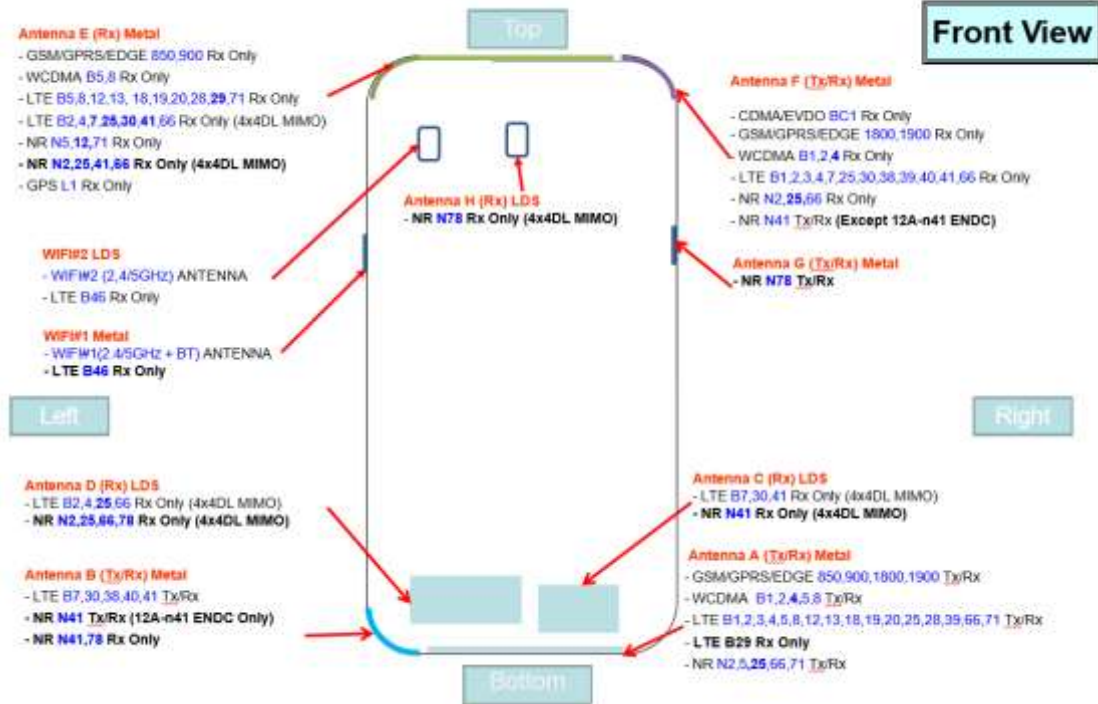 Top
Front View
Antenna E (Rx) Metal
- GSM/GPRS/EDGE 850,900 Rx Only
- WCDMA B5,8 Rx Only
- LTE B5,8,12,13, 18,19,20,28,29,71 Rx Only
- LTE B2,4,7,25,30,41,66 Rx Only (4x4DL MIMO)
- NR N5,12,71 Rx Only
- NR N2,25,41,66 Rx Only (4x4DL MIMO)
- GPS L1 Rx Only
Antenna F (Tx/Rx) Metal
- CDMA/EVDO BC1 Rx Only
- GSM/GPRS/EDGE 1800,1900 Rx Only
- WCDMA B1,2,4 Rx Only
- LTE B1,2,3,4,7,25,30,38,39,40,41,66 Rx Only
- NR N2,25,66 Rx Only
- NR N41 Tx/Rx (Except 12A-n41 ENDC)
Antenna H (Rx) LDS
- NR N78 Rx Only (4x4DL MIMO)
WIFI#2 LDS
- WIFI#2 (2,4/5GHz) ANTENNA
- LTE B46 Rx Only
Antenna G (Tx/Rx) Metal
- NR N78 Tx/Rx
WIFI#1 Metal
- WIFI#1(2.4/5GHz + BT) ANTENNA
- LTE B46 Rx Only
Left
Right
Antenna D (Rx) LDS
- LTE B2,4,25,66 Rx Only (4x4DL MIMO)
- NR N2,25,66,78 Rx Only (4x4DL MIMO)
Antenna C (Rx) LDS
- LTE B7,30,41 Rx Only (4x4DL MIMO)
- NR N41 Rx Only (4x4DL MIMO)
Antenna B (Tx/Rx) Metal
- LTE B7,30,38,40,41 Tx/Rx
- NR N41 Tx/Rx (12A-n41 ENDC Only)
- NR N41,78 Rx Only
Antenna A (Tx/Rx) Metal
- GSM/GPRS/EDGE 850,900,1800,1900 Tx/Rx
- WCDMA B1,2,4,5,8 Tx/Rx
- LTE B1,2,3,4,5,8,12,13,18,19,20,25,28,39,66,71 Tx/Rx
- LTE B29 Rx Only
- NR N2,5,25,66,71 Tx/Rx
Bottom